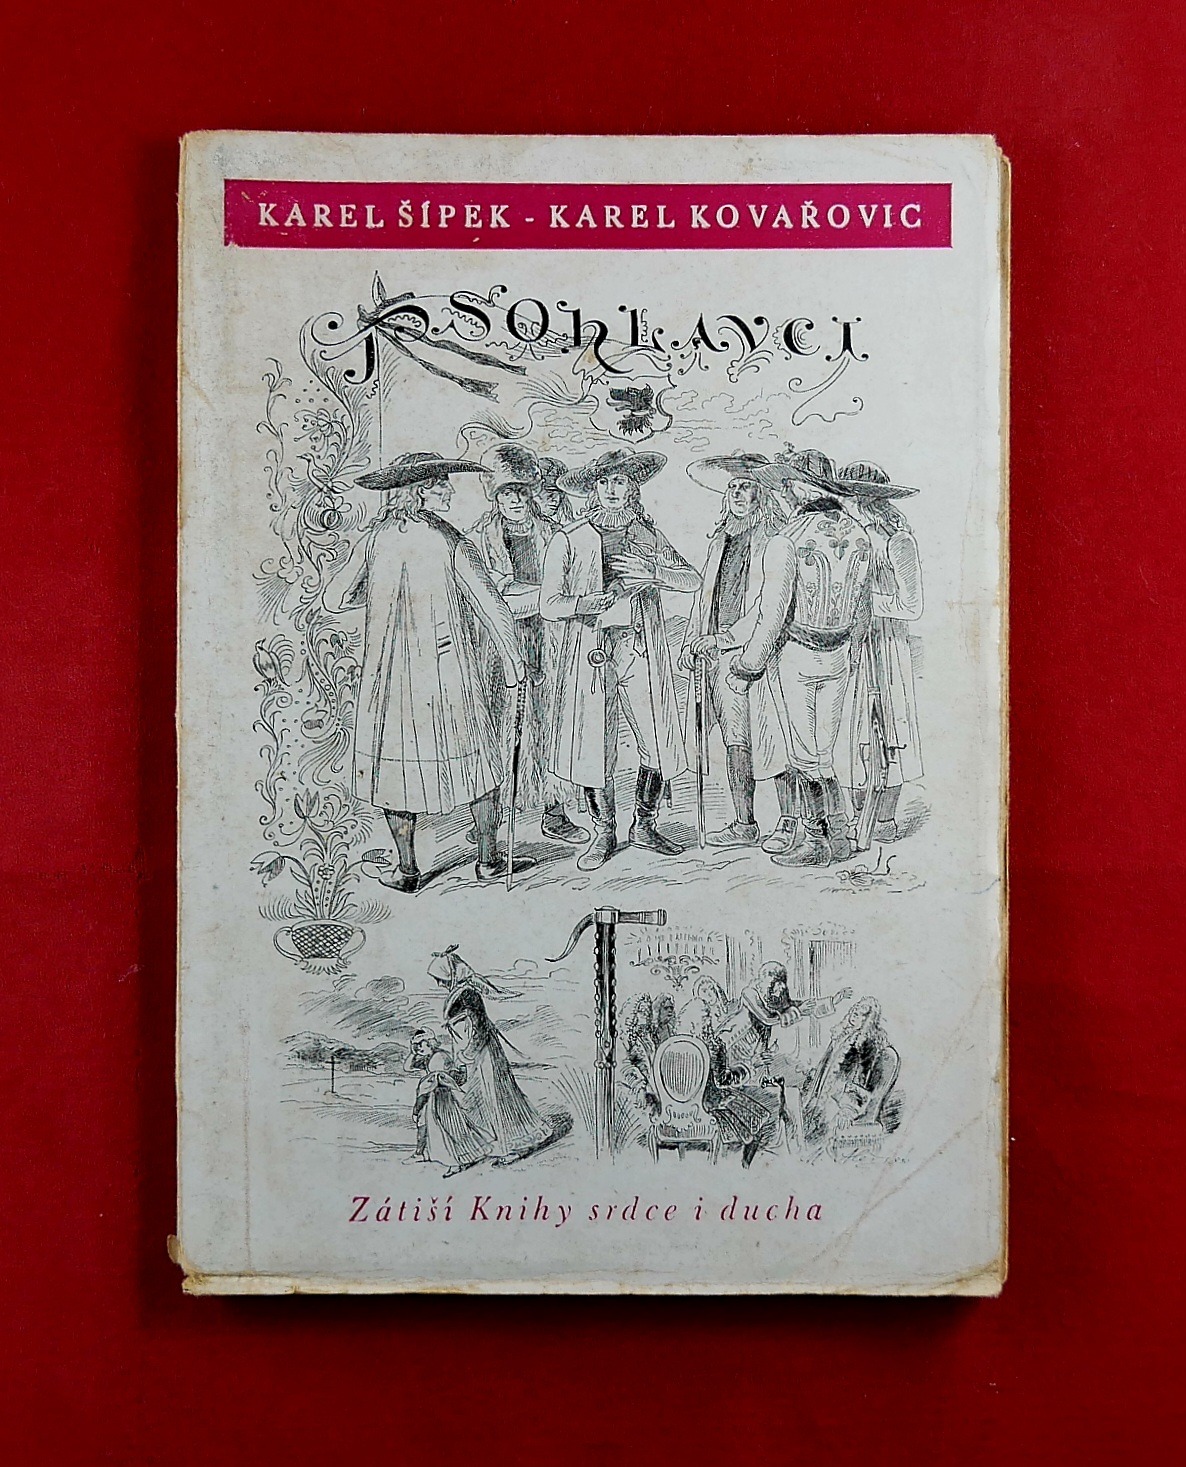 KAREL ŠÍPEK - KAREL KOVAŘOVIC
PSOHLAVCI
Zátiší Knihy srdce i ducha